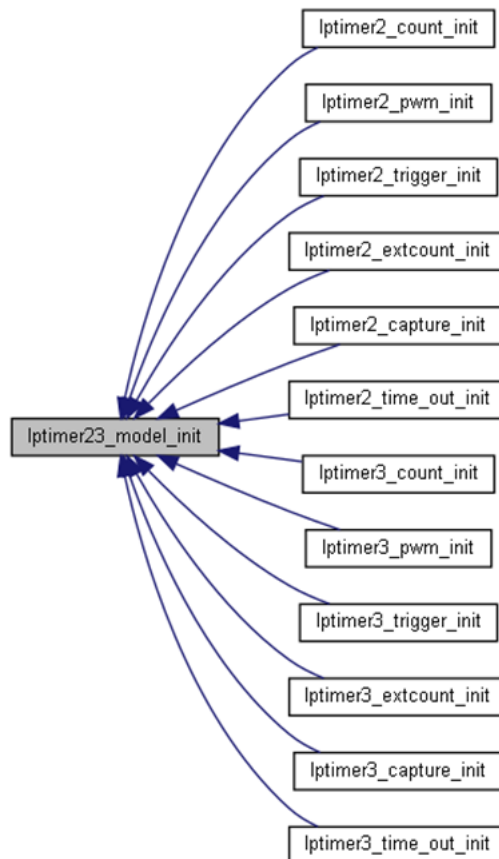 lptimer2_count_init
lptimer2_pwm_init
lptimer2_trigger_init
lptimer2_extcount_init
lptimer2_capture_init
lptimer2_time_out_init
lptimer23_model_init
lptimer3_count_init
lptimer3_pwm_init
lptimer3_trigger_init
lptimer3_extcount_init
lptimer3_capture_init
lptimer3_time_out_init